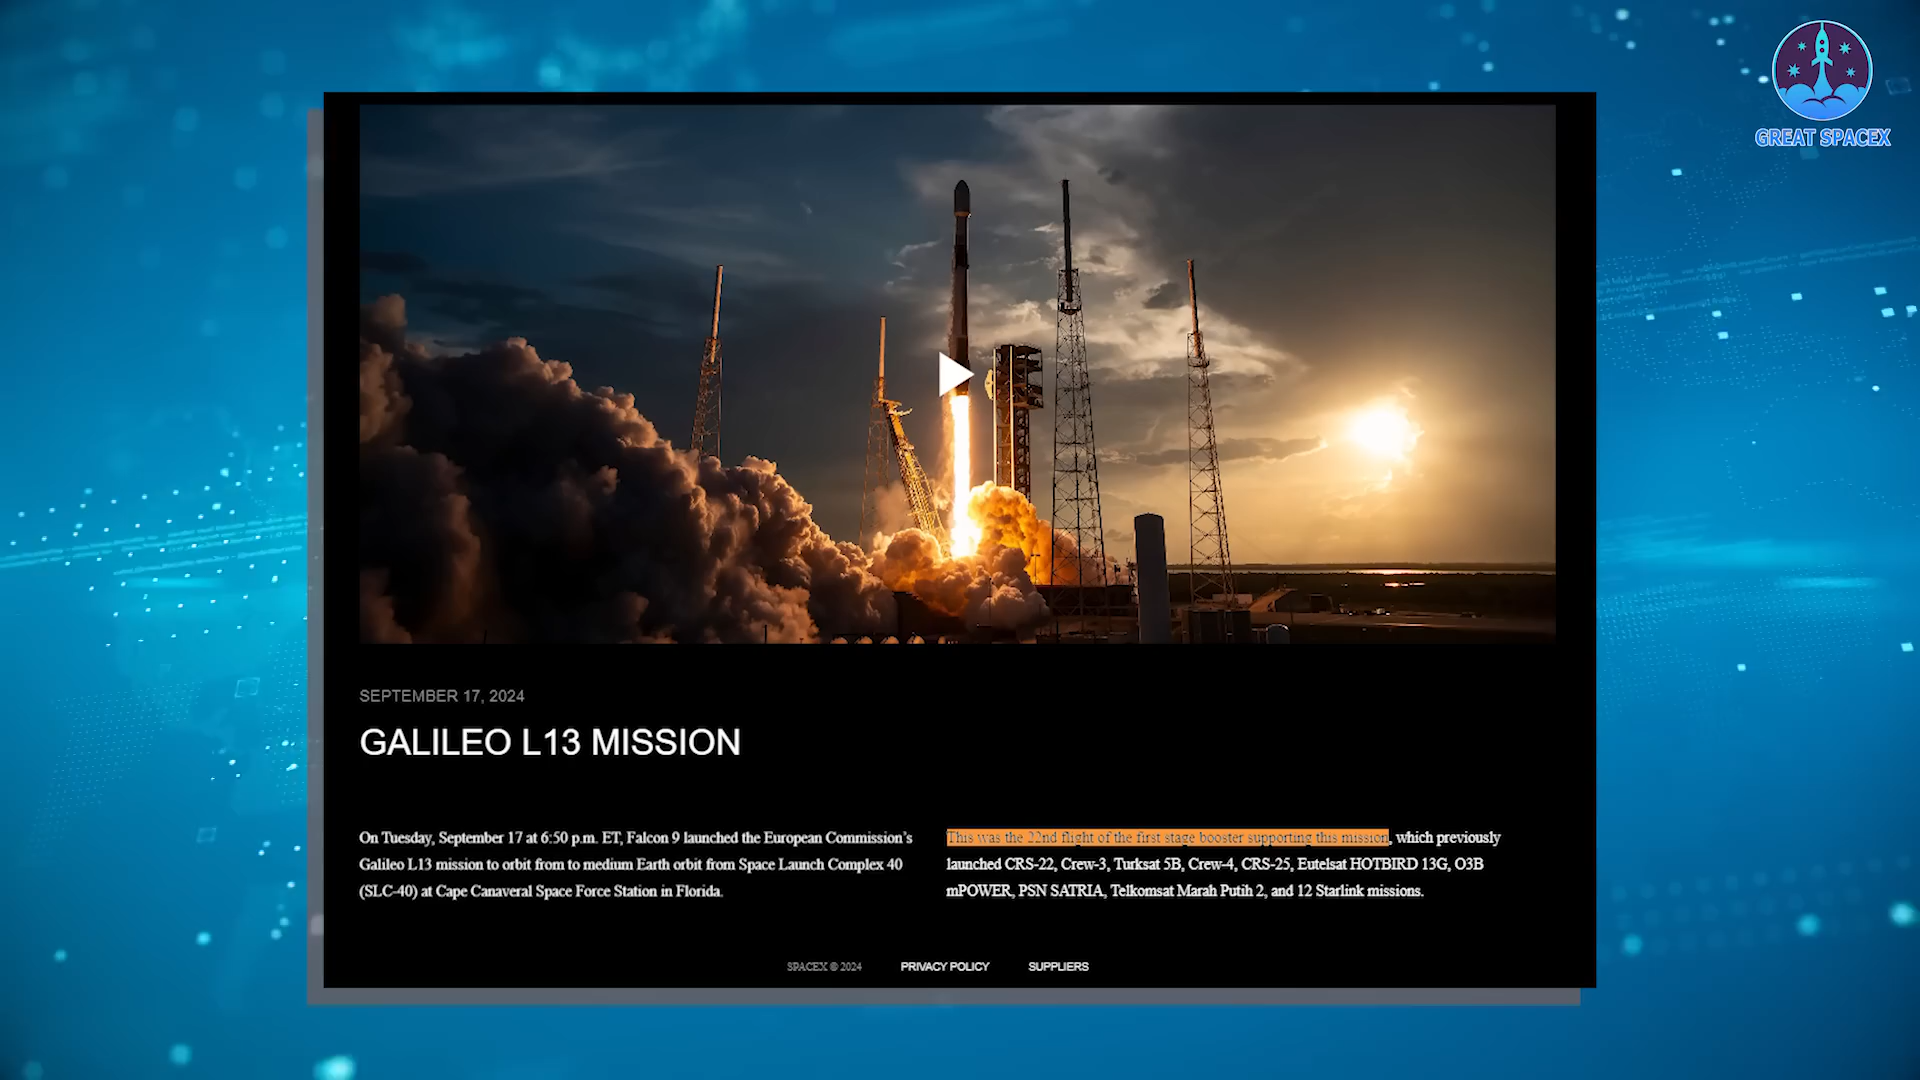 GREAT SPACEX
SEPTEMBER 17, 2024
GALILEO L13 MISSION
On Tuesday, September 17 at 6:50 p.m. ET, Falcon 9 launched the European Commission's
Galileo L13 mission to orbit from to medium Earth orbit from Space Launch Complex 40
(SLC-40) at Cape Canaveral Space Force Station in Florida.
This was the 22nd flight of the first stage booster supporting this mission, which previously
launched CRS-22, Crew-3, Turksat 5B, Crew-4, CRS-25, Eutelsat HOTBIRD 13G, O3B
mPOWER, PSN SATRIA, Telkomsat Marah Putih 2, and 12 Starlink missions.
SPACEX © 2024 PRIVACY POLICY SUPPLIERS